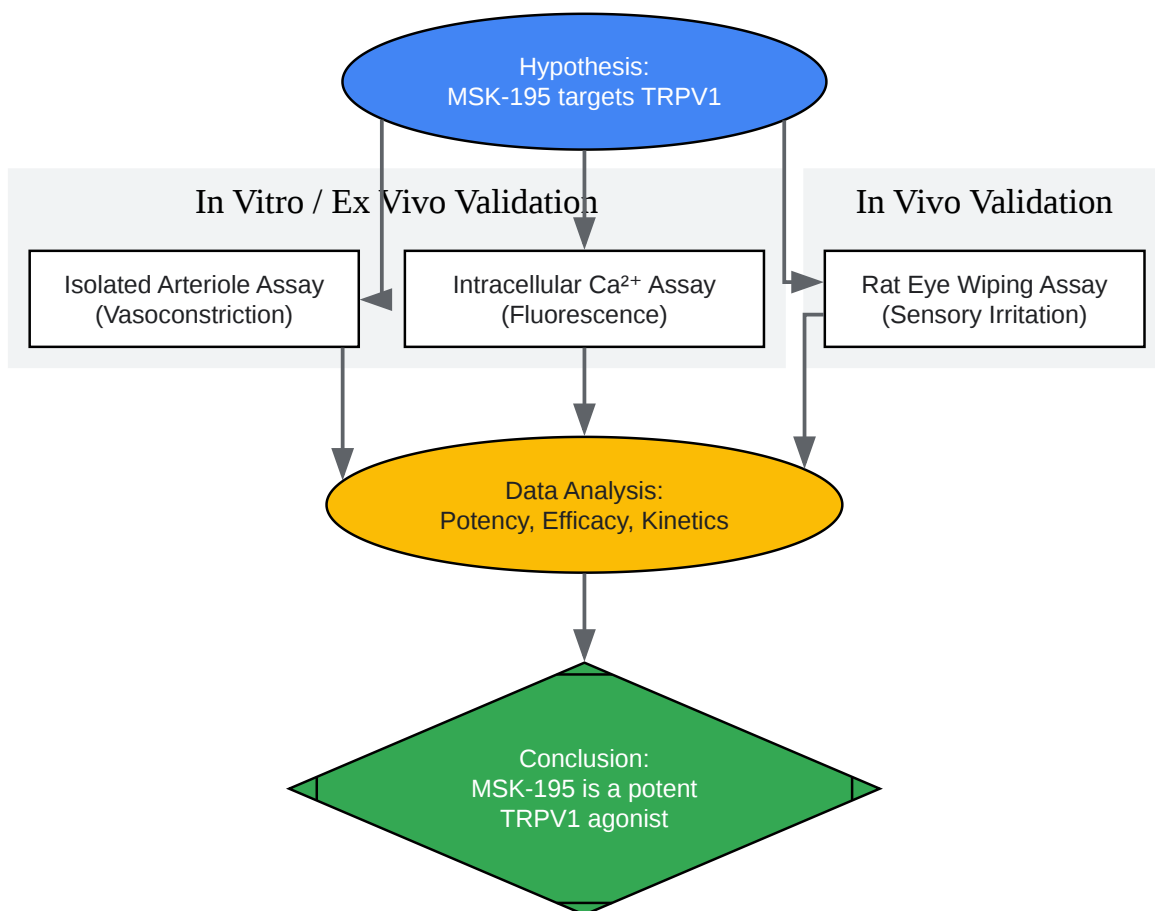 Hypothesis:
MSK-195 targets TRPV1
In Vitro / Ex Vivo Validation
In Vivo Validation
Isolated Arteriole Assay
(Vasoconstriction)
Intracellular Ca²⁺ Assay
(Fluorescence)
Rat Eye Wiping Assay
(Sensory Irritation)
Data Analysis:
Potency, Efficacy, Kinetics
Conclusion:
MSK-195 is a potent
TRPV1 agonist